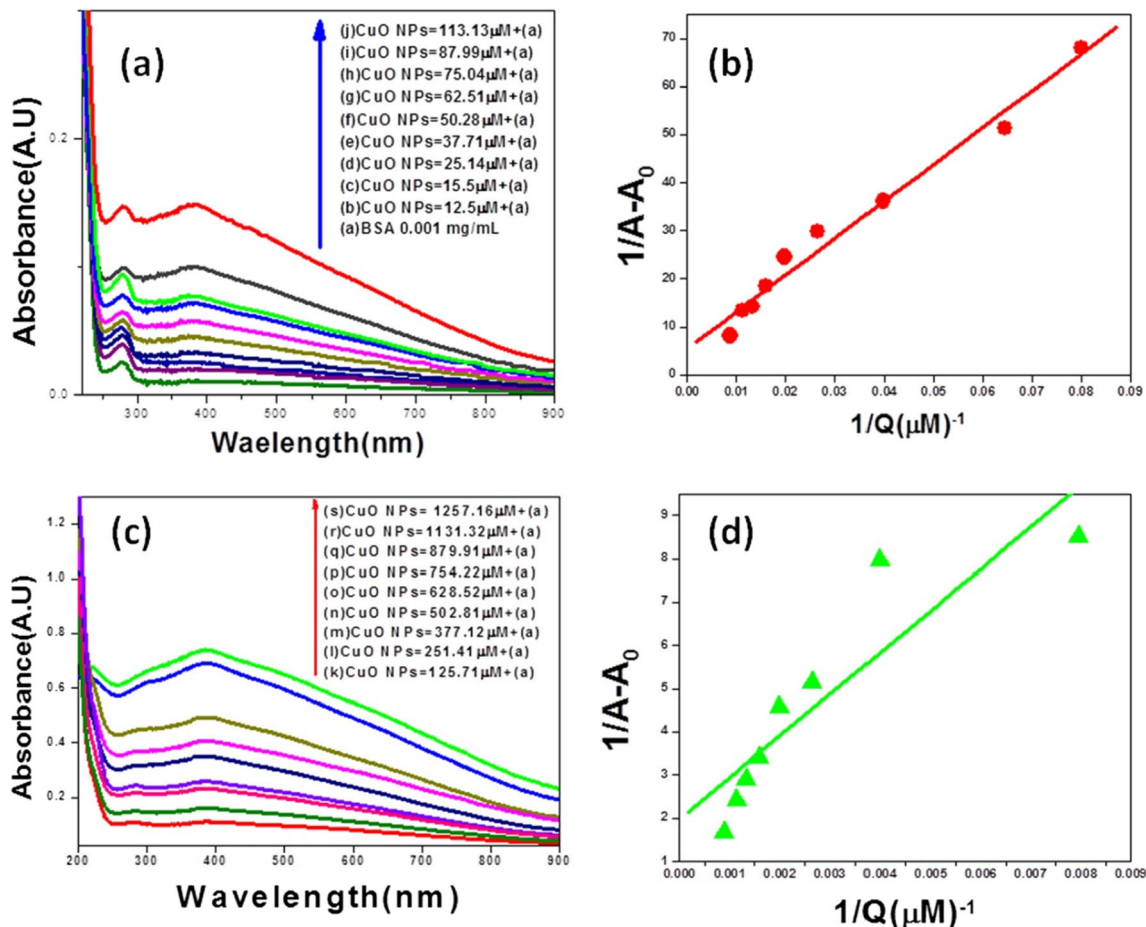 (a)
(j)CuO NPs=113.13μM+(a)
(i)CuO NPs=87.99μM+(a)
(h)CuO NPs=75.04μM+(a)
(g)CuO NPs=62.51μM+(a)
(f)CuO NPs=50.28μM+(a)
(e)CuO NPs=37.71μM+(a)
(d)CuO NPs=25.14μM+(a)
(c)CuO NPs=15.5μM+(a)
(b)CuO NPs=12.5μM+(a)
(a)BSA 0.001 mg/mL
Absorbance(A.U)
0.2
0.0
300 400 500 600 700 800 900
Waelength(nm)
(b)
1/A-A0
70
60
50
40
30
20
10
0
0.00 0.01 0.02 0.03 0.04 0.05 0.06 0.07 0.08 0.09
1/Q(μM)-1
(c)
(s)CuO NPs= 1257.16μM+(a)
(r)CuO NPs=1131.32μM+(a)
(q)CuO NPs=879.91μM+(a)
(p)CuO NPs=754.22μM+(a)
(o)CuO NPs=628.52μM+(a)
(n)CuO NPs=502.81μM+(a)
(m)CuO NPs=377.12μM+(a)
(l)CuO NPs=251.41μM+(a)
(k)CuO NPs=125.71μM+(a)
Absorbance(A.U)
1.2
1.0
0.8
0.6
0.4
0.2
200 300 400 500 600 700 800 900
Wavelength(nm)
(d)
1/A-A0
9
8
7
6
5
4
3
2
1
0.000 0.001 0.002 0.003 0.004 0.005 0.006 0.007 0.008 0.009
1/Q(μM)-1